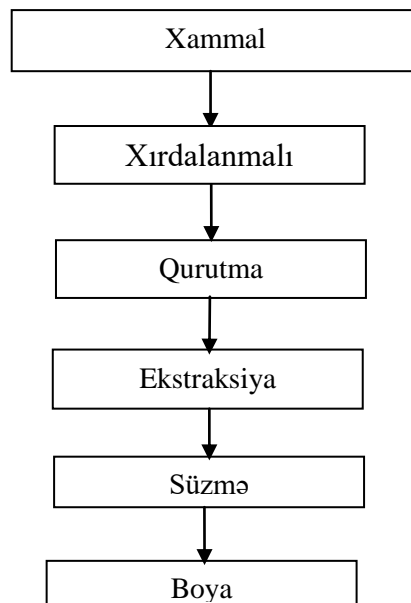 Xammal
Xırdalanmalı
Qurutma
Ekstraksiya
Süzmə
Boya